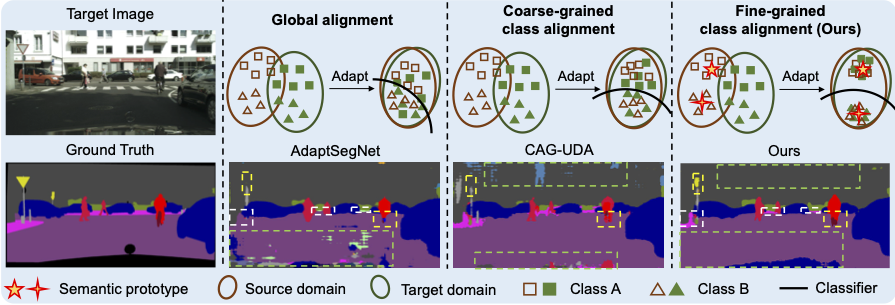 Target Image
Global alignment
Coarse-grained
class alignment
Fine-grained
class alignment (Ours)
Adapt
Adapt
Adapt
Ground Truth
AdaptSegNet
CAG-UDA
Ours
Semantic prototype
Source domain
Target domain
Class A
Class B
Classifier